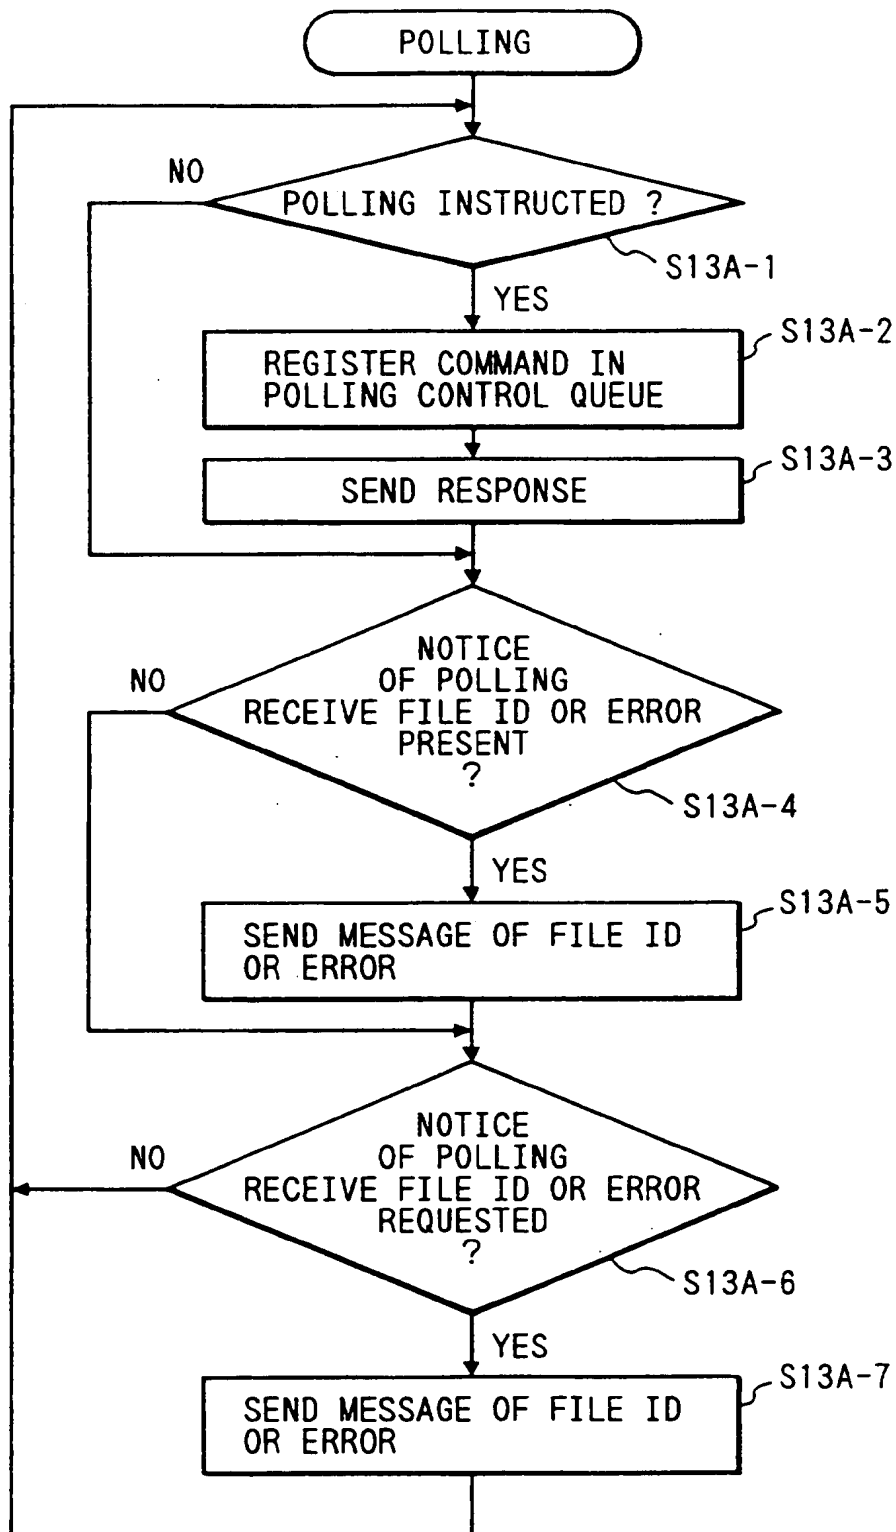 POLLING
NO
POLLING INSTRUCTED ?
S13A-1
YES
S13A-2
REGISTER COMMAND IN
POLLING CONTROL QUEUE
S13A-3
SEND RESPONSE
NOTICE
NO
OF POLLING
RECEIVE FILE ID OR ERROR
PRESENT
?
S13A-4
YES
S13A-5
SEND MESSAGE OF FILE ID
OR ERROR
NOTICE
NO
OF POLLING
RECEIVE FILE ID OR ERROR
REQUESTED
?
S13A-6
YES
S13A-7
SEND MESSAGE OF FILE ID
OR ERROR